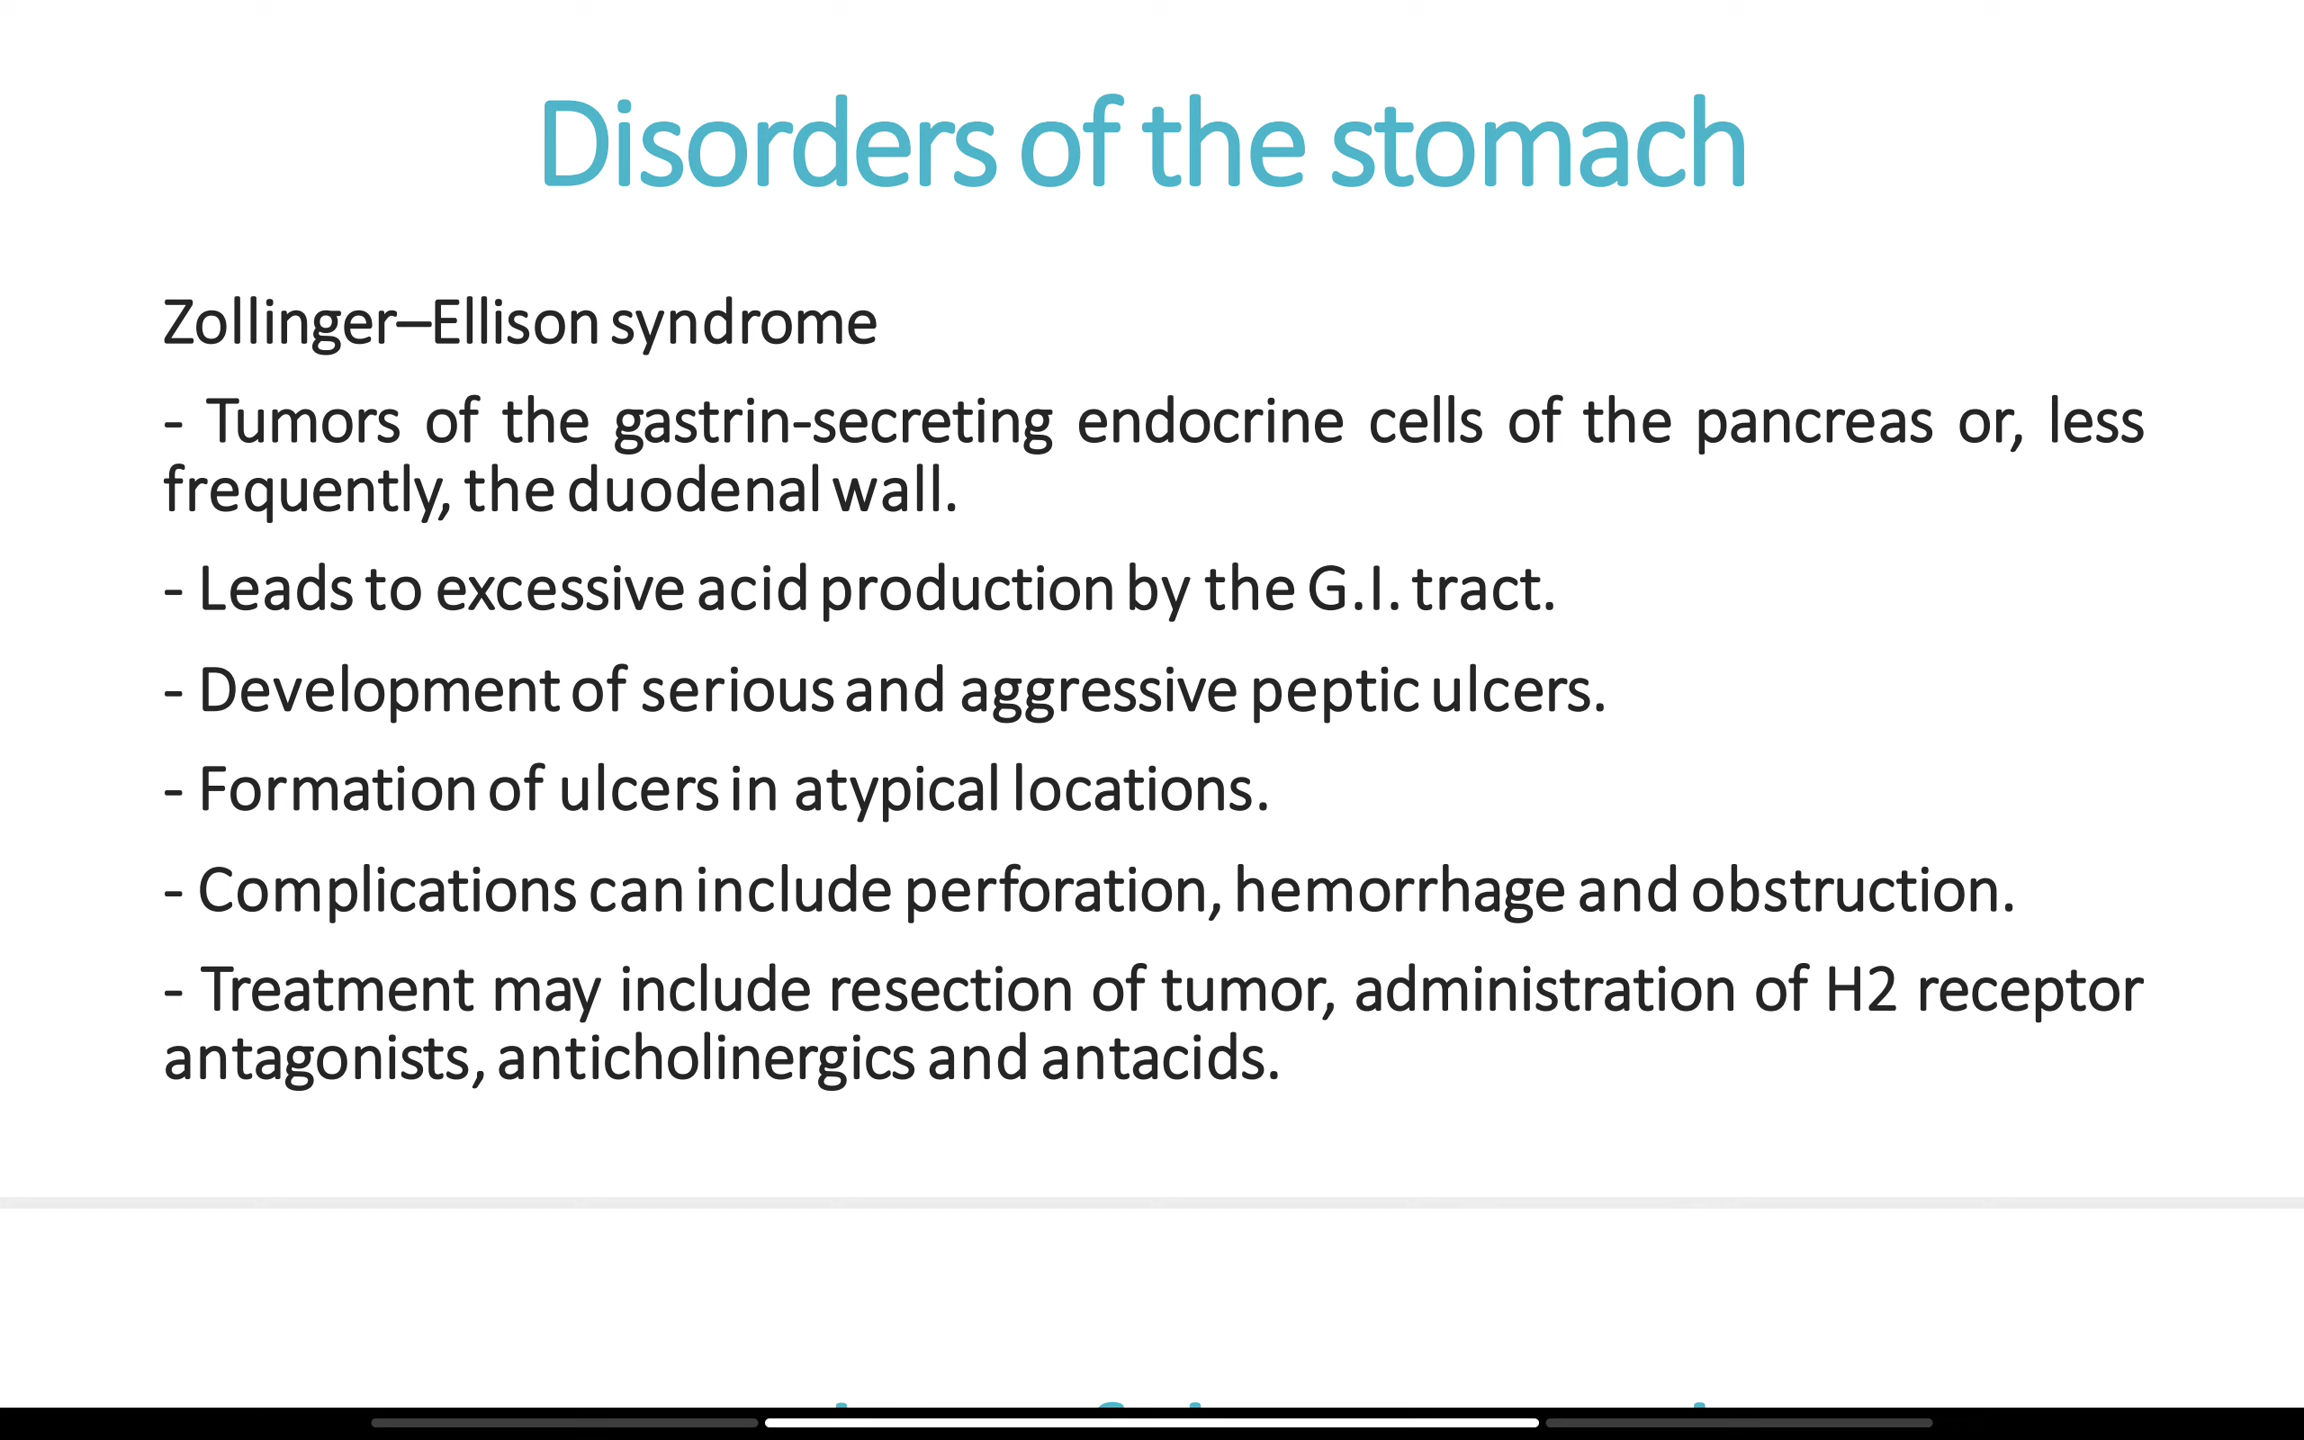 Disorders of the stomach
Zollinger–Ellison syndrome
- Tumors of the gastrin-secreting endocrine cells of the pancreas or, less
frequently, the duodenal wall.
- Leads to excessive acid production by the G.I. tract.
- Development of serious and aggressive peptic ulcers.
- Formation of ulcers in atypical locations.
- Complications can include perforation, hemorrhage and obstruction.
- Treatment may include resection of tumor, administration of H2 receptor
antagonists, anticholinergics and antacids.